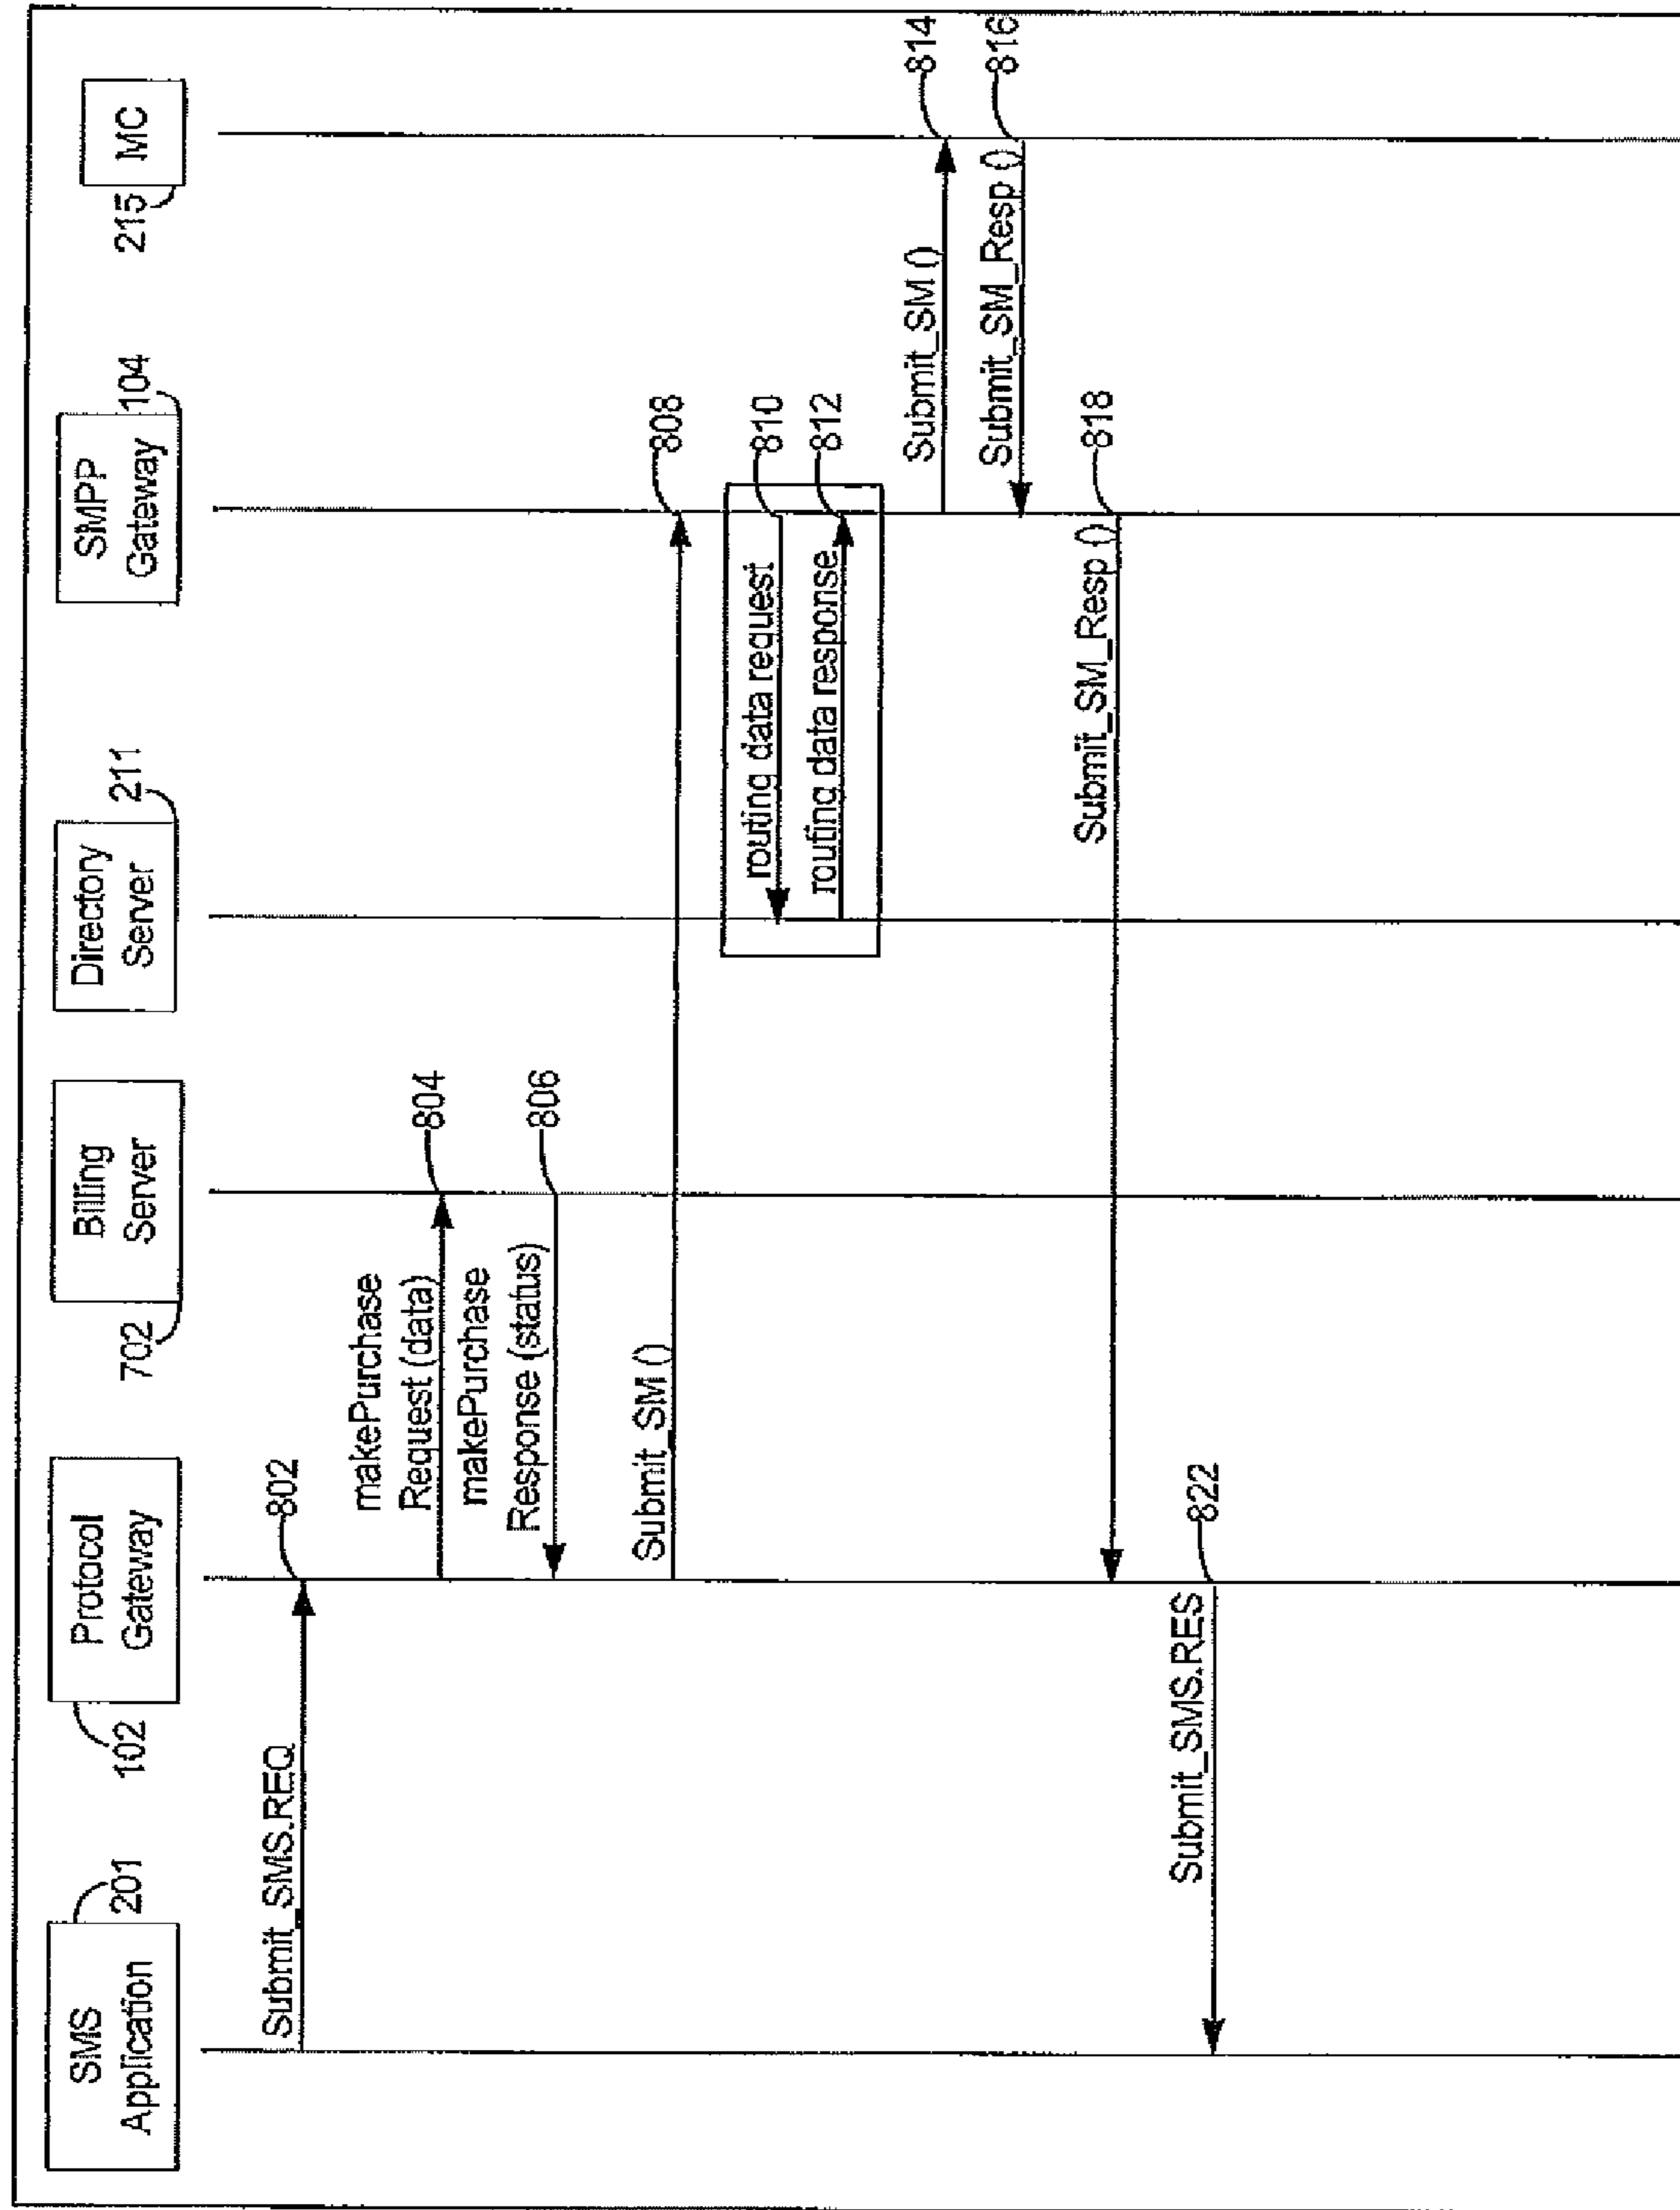 SMS
Application
201
Protocol
Gateway
102
Billing
Server
702
Directory
Server
211
SMPP
Gateway
104
MC
215
Submit_SMS.REQ
802
makePurchase
Request (data)
804
makePurchase
Response (status)
806
Submit_SM ()
808
routing data request
810
routing data response
812
Submit_SM ()
814
Submit_SM_Resp ()
816
Submit_SM_Resp ()
818
Submit_SMS.RES
822